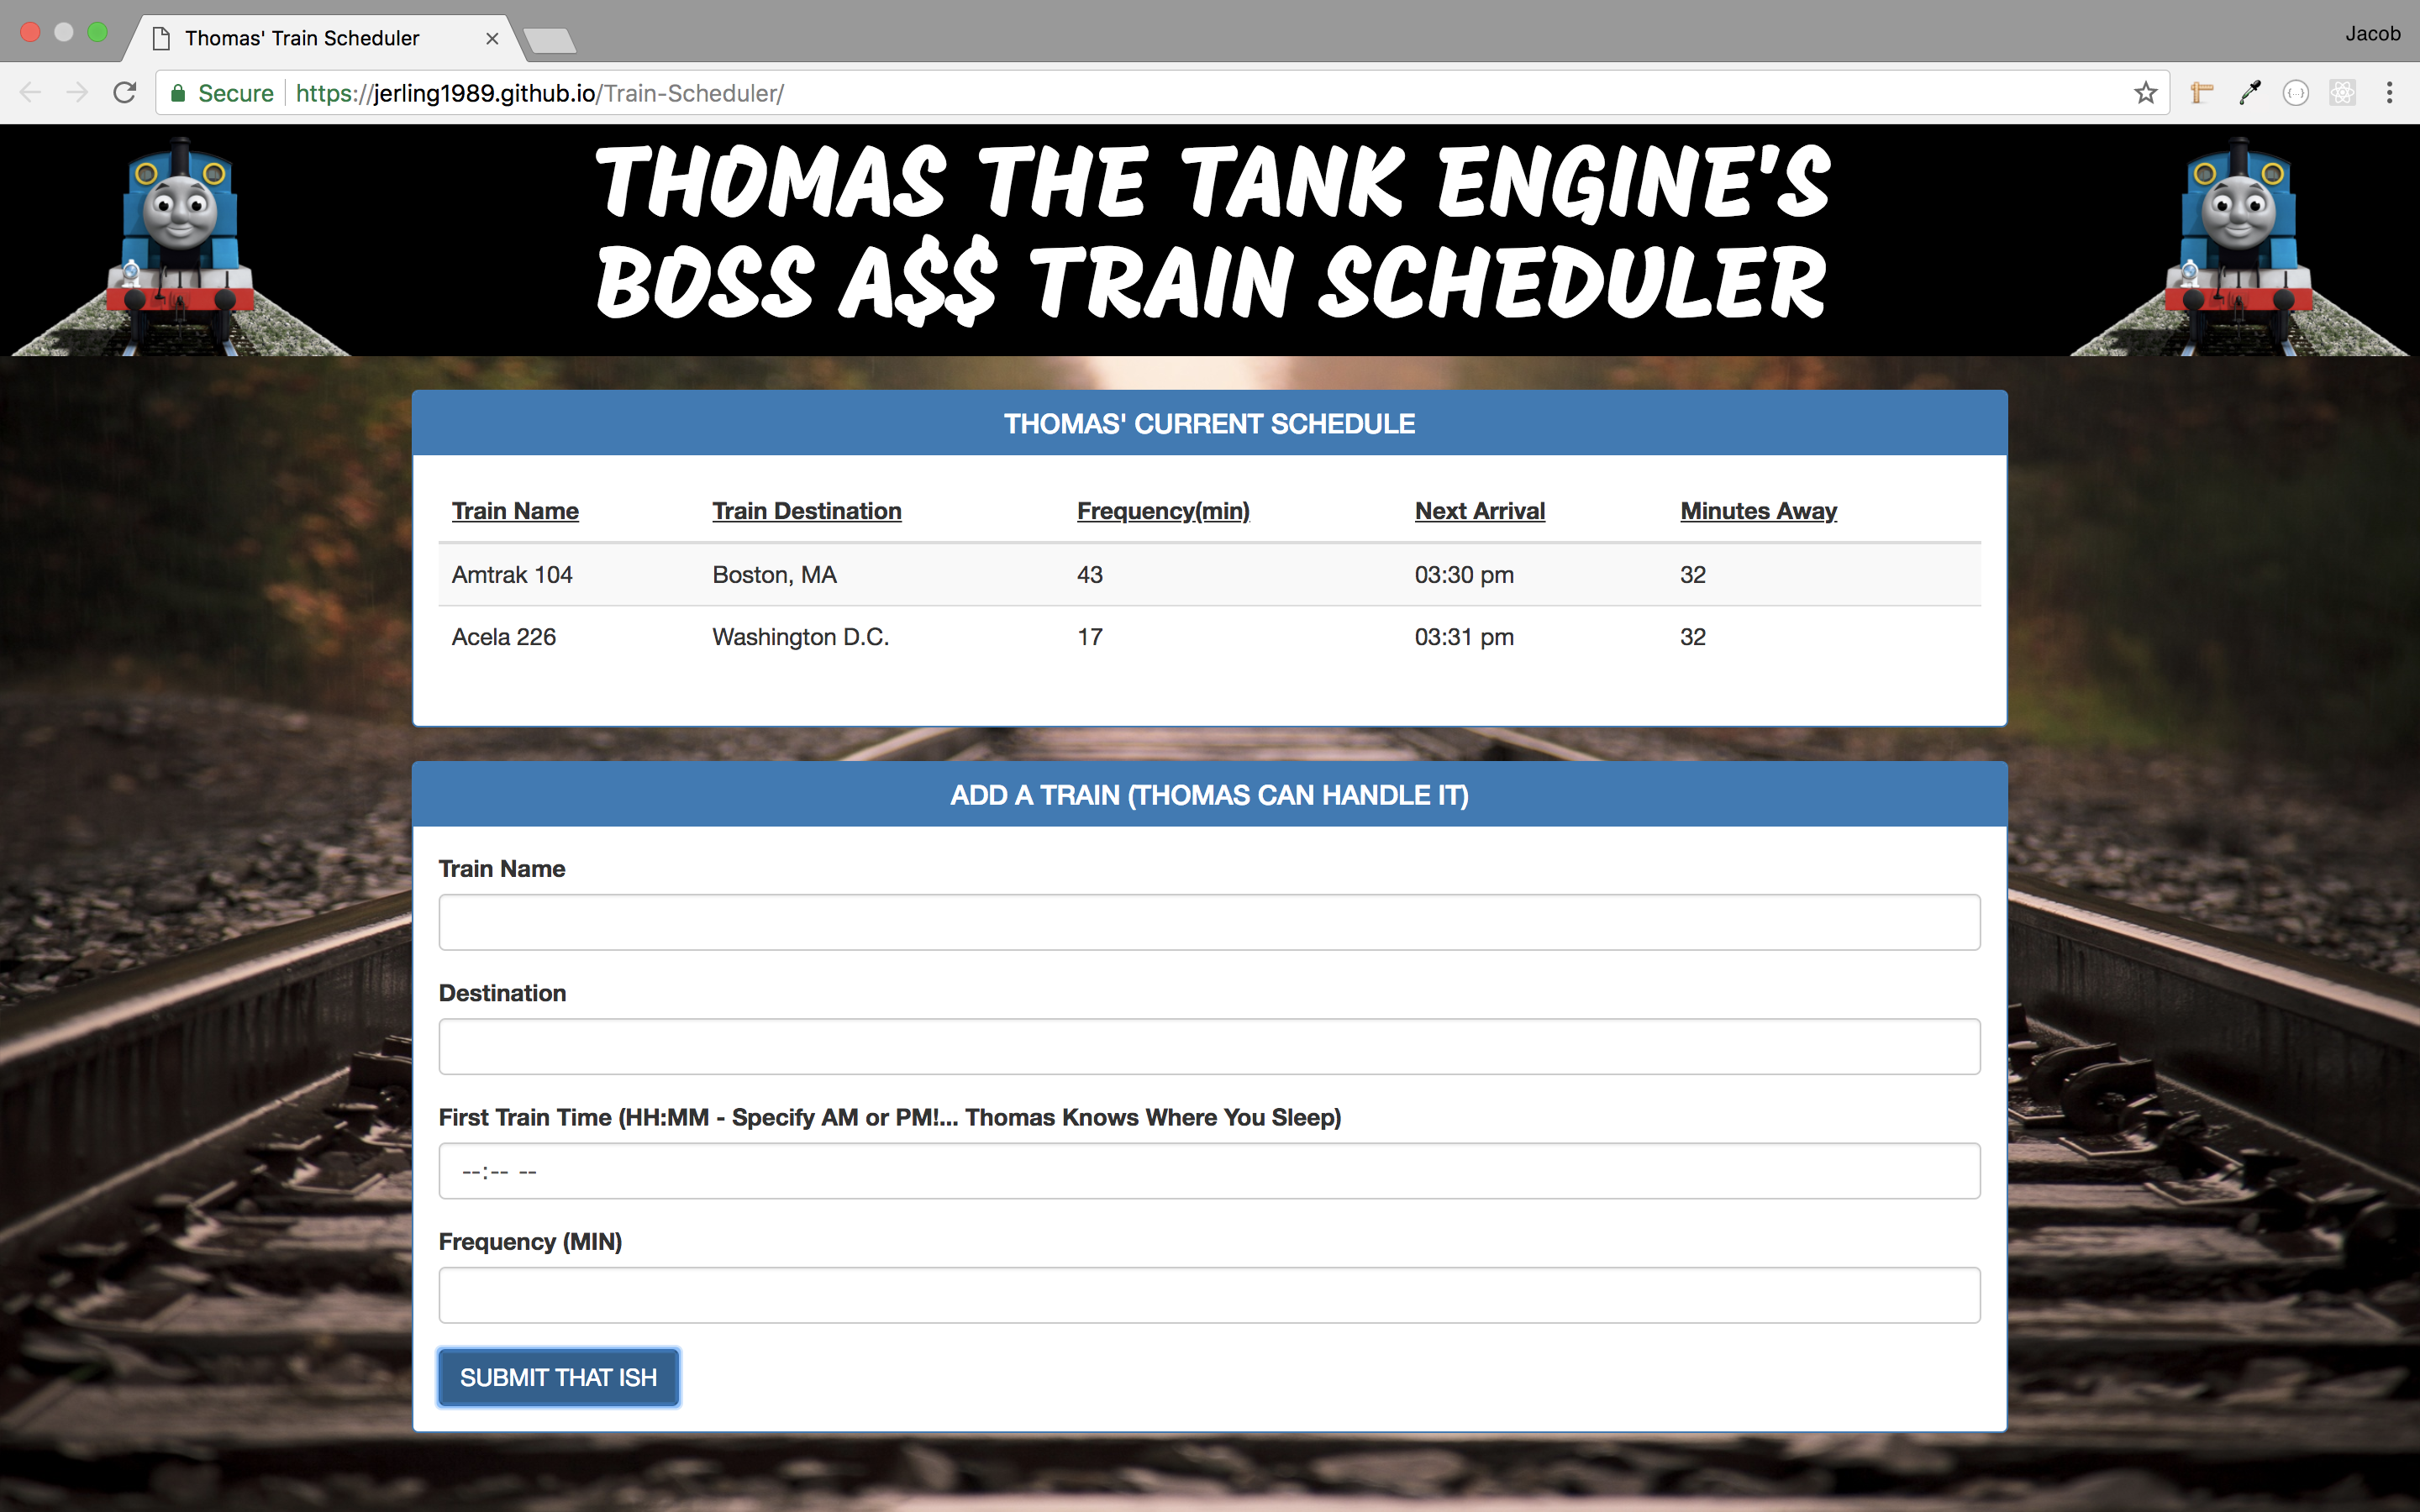 Thomas' Train Scheduler
Jacob
Secure https://jerling1989.github.io/Train-Scheduler/
THOMAS THE TANK ENGINE'S
BOSS A$$ TRAIN SCHEDULER
THOMAS' CURRENT SCHEDULE
Train Name Train Destination Frequency(min) Next Arrival Minutes Away
Amtrak 104 Boston, MA 43 03:30 pm 32
Acela 226 Washington D.C. 17 03:31 pm 32
ADD A TRAIN (THOMAS CAN HANDLE IT)
Train Name
Destination
First Train Time (HH:MM - Specify AM or PM!... Thomas Knows Where You Sleep)
--:-- --
Frequency (MIN)
SUBMIT THAT ISH